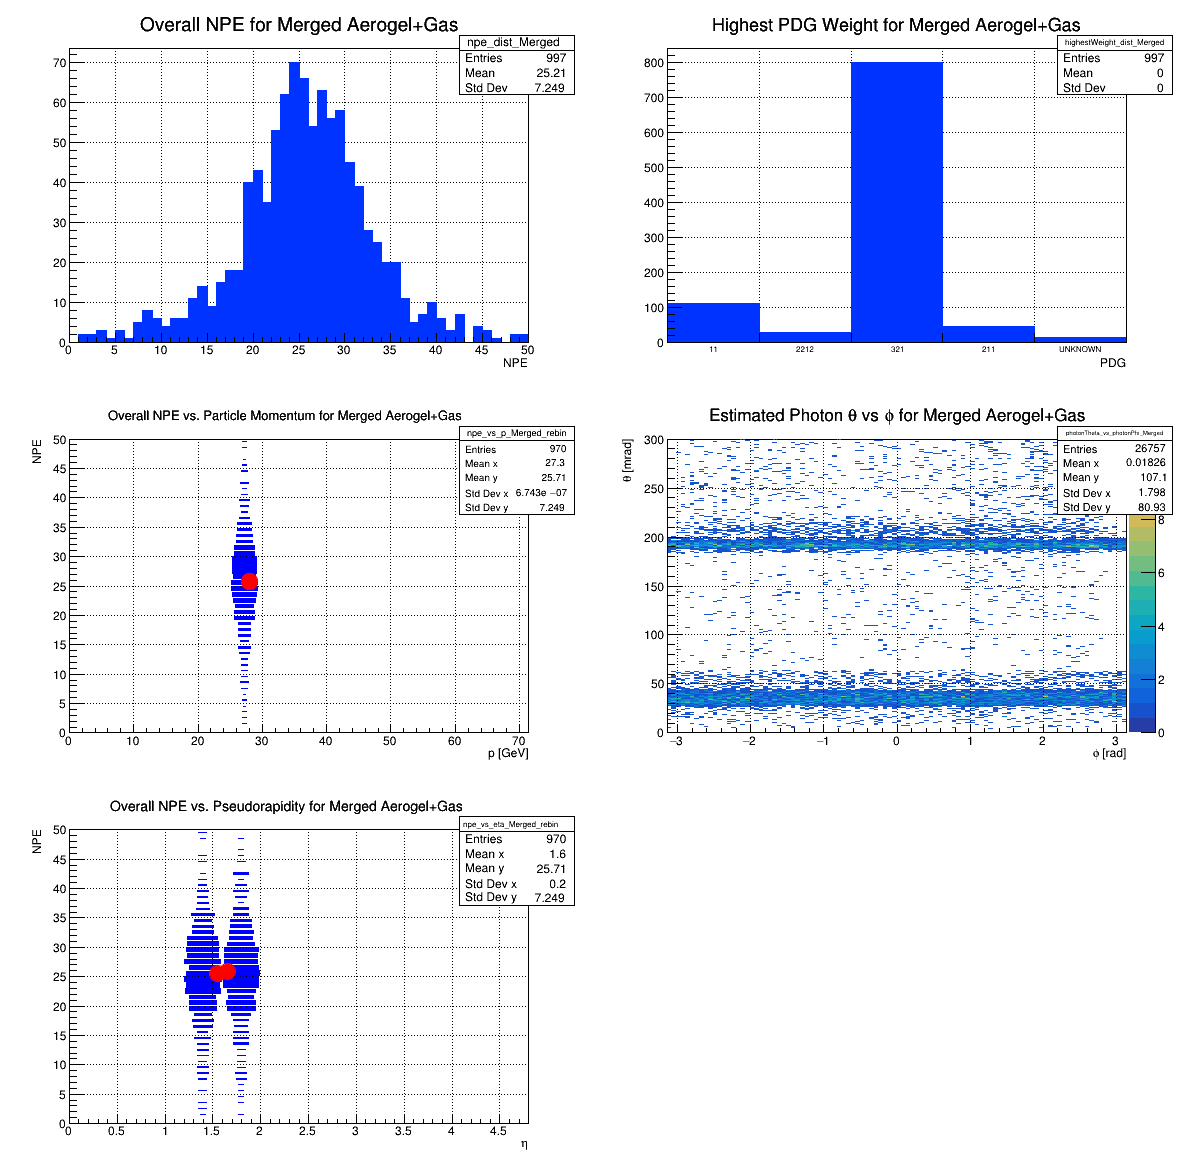 Overall NPE for Merged Aerogel+Gas
npe_dist_Merged
Entries 997
Mean 25.21
Std Dev 7.249
70
60
50
40
30
20
10
0
0 5 10 15 20 25 30 35 40 45 50
NPE
Highest PDG Weight for Merged Aerogel+Gas
highestWeight_dist_Merged
Entries 997
Mean 0
Std Dev 0
800
700
600
500
400
300
200
100
0
11 2212 321 211 UNKNOWN
PDG
Overall NPE vs. Particle Momentum for Merged Aerogel+Gas
npe_vs_p_Merged_rebin
Entries 970
Mean x 27.3
Mean y 25.71
Std Dev x 6.743e −07
Std Dev y 7.249
NPE
50
45
40
35
30
25
20
15
10
5
0
0 10 20 30 40 50 60 70
p [GeV]
Estimated Photon θ vs ϕ for Merged Aerogel+Gas
photonTheta_vs_photonPhi_Merged
Entries 26757
Mean x 0.01826
Mean y 107.1
Std Dev x 1.798
Std Dev y 80.93
θ [mrad]
300
250
200
150
100
50
0
−3 −2 −1 0 1 2 3
ϕ [rad]
8
6
4
2
0
Overall NPE vs. Pseudorapidity for Merged Aerogel+Gas
npe_vs_eta_Merged_rebin
Entries 970
Mean x 1.6
Mean y 25.71
Std Dev x 0.2
Std Dev y 7.249
NPE
50
45
40
35
30
25
20
15
10
5
0
0 0.5 1 1.5 2 2.5 3 3.5 4 4.5
η